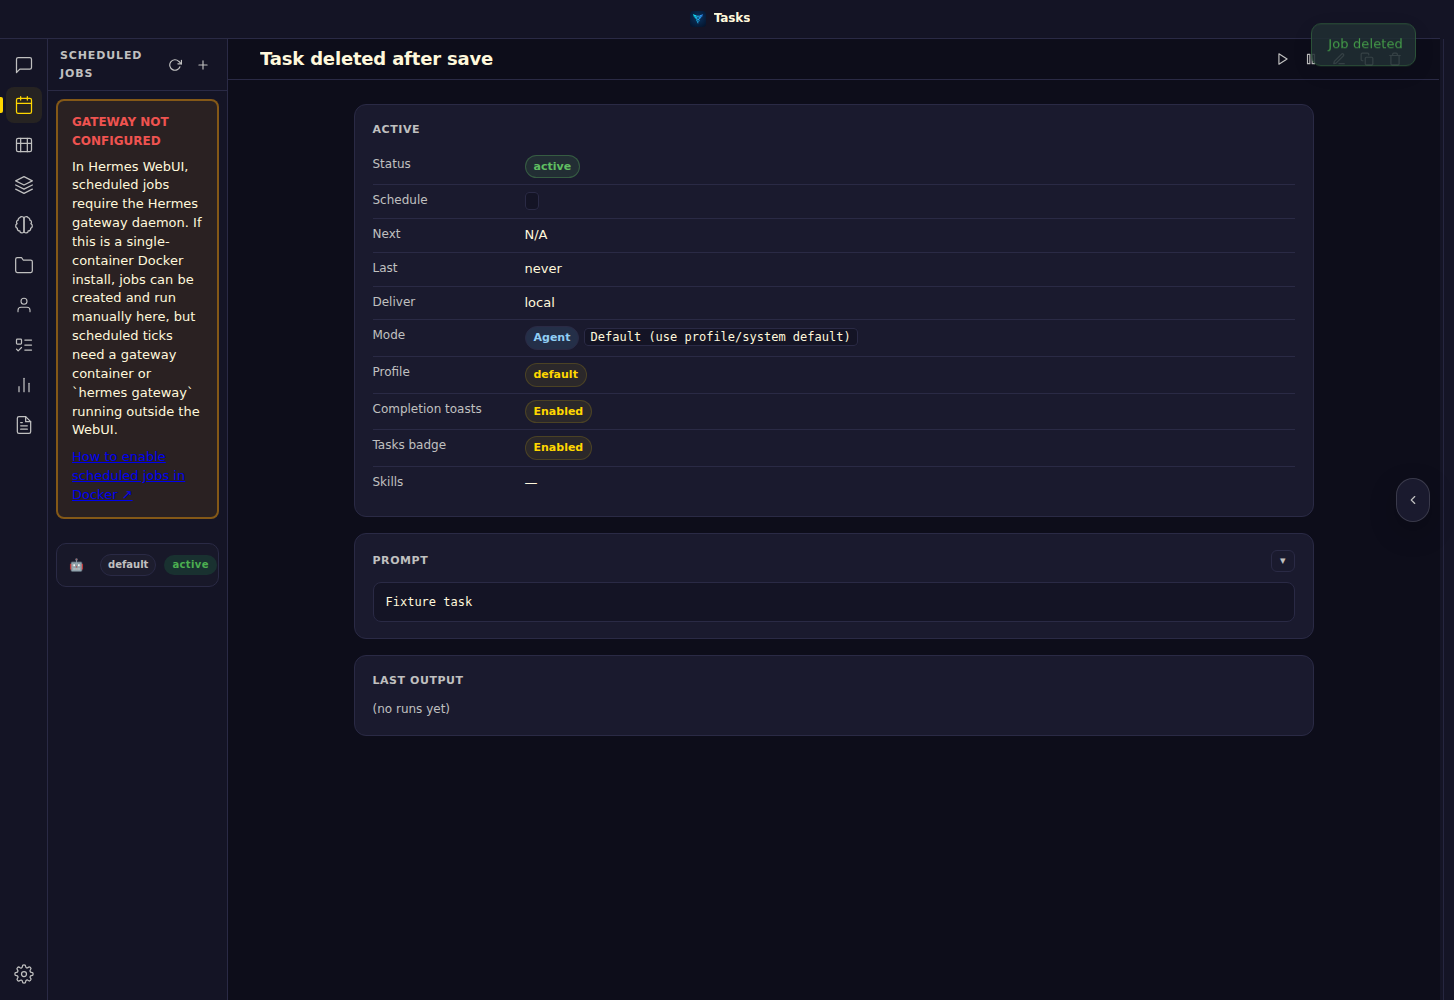 Tasks
Job deleted
SCHEDULED
JOBS
Task deleted after save
GATEWAY NOT
CONFIGURED
In Hermes WebUI,
scheduled jobs
require the Hermes
gateway daemon. If
this is a single-
container Docker
install, jobs can be
created and run
manually here, but
scheduled ticks
need a gateway
container or
`hermes gateway`
running outside the
WebUI.
How to enable
scheduled jobs in
Docker ↗
default active
ACTIVE
Status active
Schedule
Next N/A
Last never
Deliver local
Mode Agent Default (use profile/system default)
Profile default
Completion toasts Enabled
Tasks badge Enabled
Skills —
PROMPT
Fixture task
LAST OUTPUT
(no runs yet)